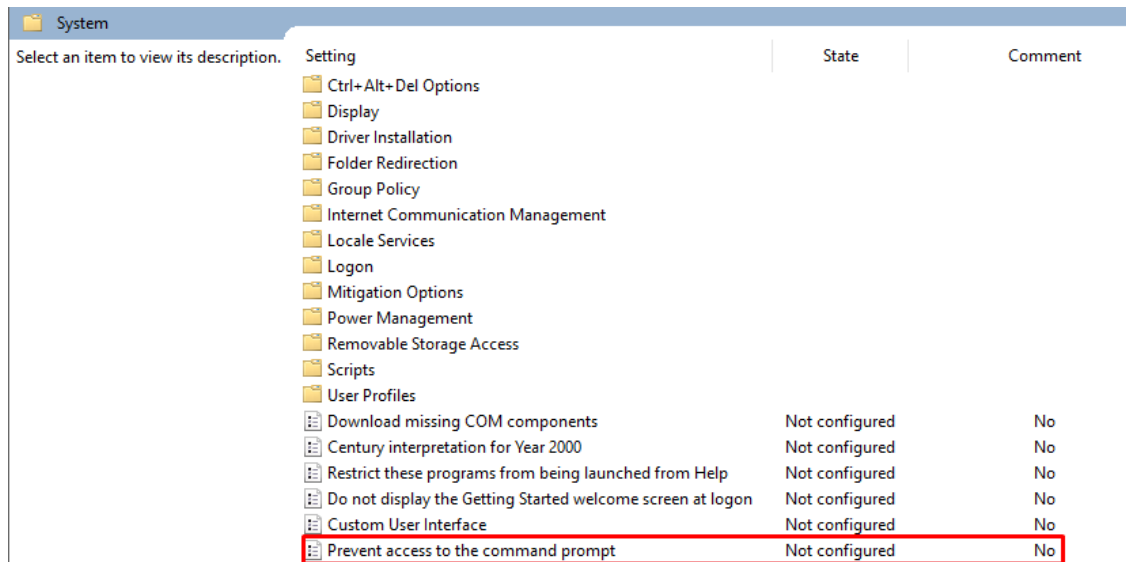 System
Select an item to view its description.
Setting State Comment
Ctrl+Alt+Del Options
Display
Driver Installation
Folder Redirection
Group Policy
Internet Communication Management
Locale Services
Logon
Mitigation Options
Power Management
Removable Storage Access
Scripts
User Profiles
Download missing COM components Not configured No
Century interpretation for Year 2000 Not configured No
Restrict these programs from being launched from Help Not configured No
Do not display the Getting Started welcome screen at logon Not configured No
Custom User Interface Not configured No
Prevent access to the command prompt Not configured No